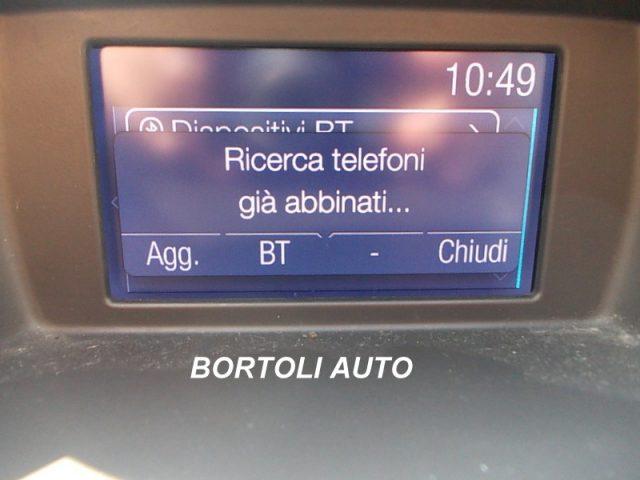 10:49
Dispositivi BT
Ricerca telefoni
già abbinati...
Agg. BT - Chiudi
BORTOLI AUTO